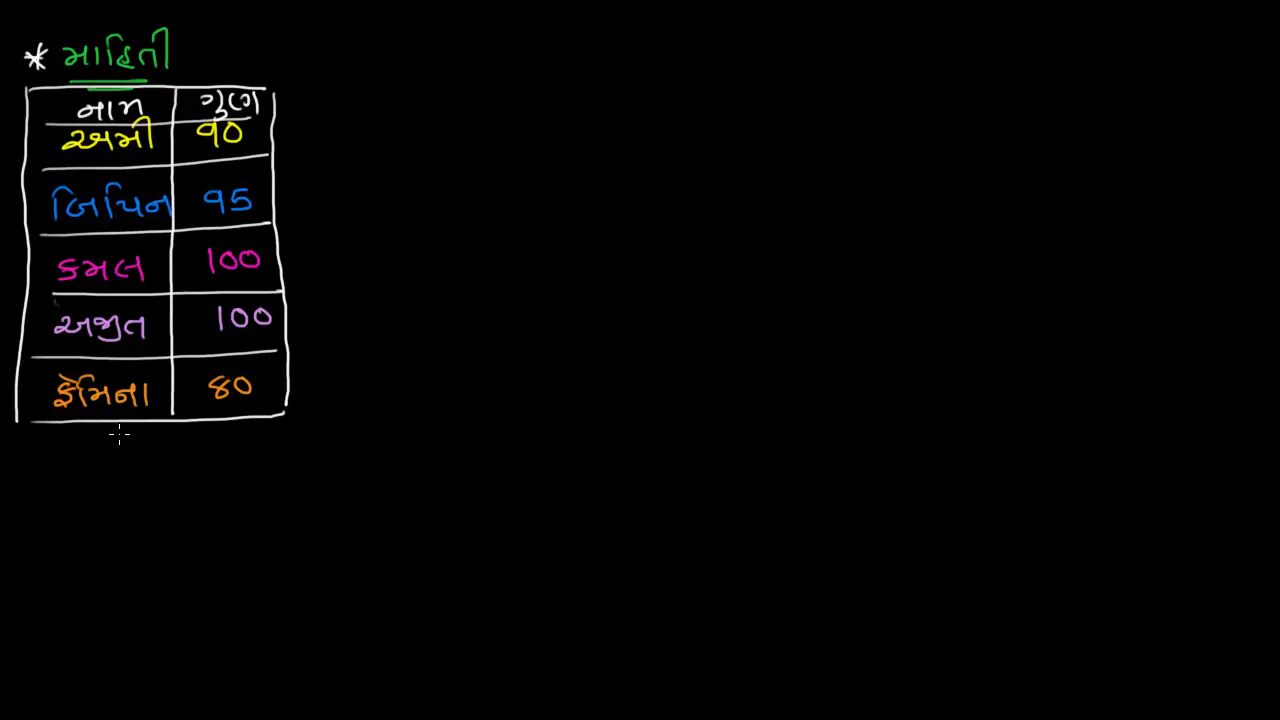 * માહિતી
નામ ગુણ
અમી 90
બિપિન 95
કમલ 100
અજીત 100
ફેમિના 80